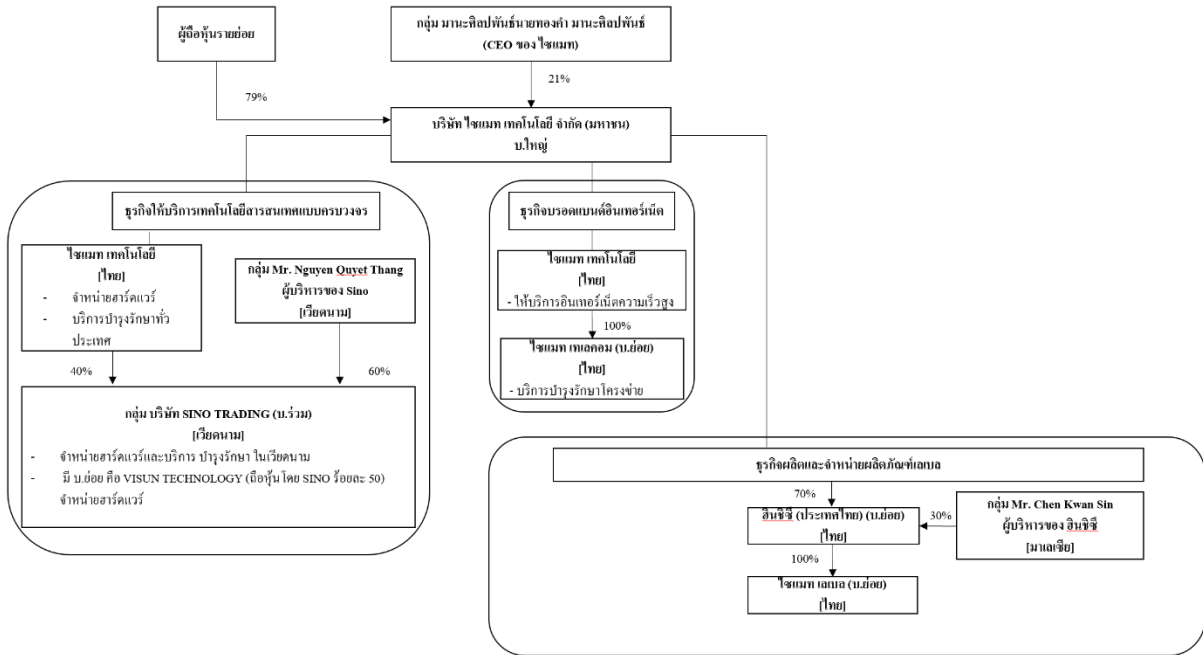 ผู้ถือหุ้นรายย่อย
กลุ่ม มานะศิลปพันธ์นายทองคำ มานะศิลปพันธ์
(CEO ของ ไซแมท)
79%
21%
บริษัท ไซแมท เทคโนโลยี จำกัด (มหาชน)
บ.ใหญ่
ธุรกิจให้บริการเทคโนโลยีสารสนเทศแบบครบวงจร
ไซแมท เทคโนโลยี
[ไทย]
- จำหน่ายฮาร์ดแวร์
- บริการบำรุงรักษาทั่ว
ประเทศ
กลุ่ม Mr. Nguyen Quyet Thang
ผู้บริหารของ Sino
[เวียดนาม]
40%
60%
กลุ่ม บริษัท SINO TRADING (บ.ร่วม)
[เวียดนาม]
- จำหน่ายฮาร์ดแวร์และบริการ บำรุงรักษา ในเวียดนาม
- มี บ.ย่อย คือ VISUN TECHNOLOGY (ถือหุ้น โดย SINO ร้อยละ 50)
จำหน่ายฮาร์ดแวร์
ธุรกิจบรอดแบนด์อินเทอร์เน็ต
ไซแมท เทคโนโลยี
[ไทย]
- ให้บริการอินเทอร์เน็ตความเร็วสูง
100%
ไซแมท เทเลคอม (บ.ย่อย)
[ไทย]
- บริการบำรุงรักษาโครงข่าย
ธุรกิจผลิตและจำหน่ายผลิตภัณฑ์เลเบล
70%
ฮินชิซึ (ประเทศไทย) (บ.ย่อย)
[ไทย]
30%
กลุ่ม Mr. Chen Kwan Sin
ผู้บริหารของ ฮินชิซึ
[มาเลเซีย]
100%
ไซแมท เลเบล (บ.ย่อย)
[ไทย]